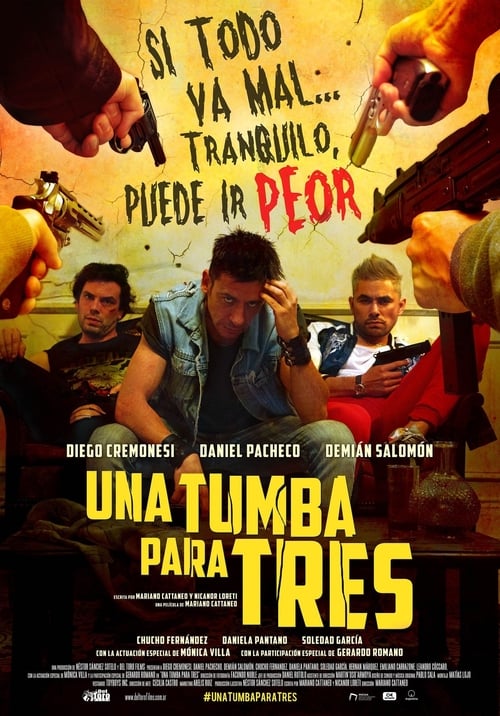 SI TODO
VA MAL...
TRANQUILO,
PUEDE IR PEOR
DIEGO CREMONESI DANIEL PACHECO DEMIÁN SALOMÓN
UNA TUMBA
PARA TRES
ESCRITA POR MARIANO CATTANEO Y NICANOR LORETI
UNA PELÍCULA DE MARIANO CATTANEO
CHUCHO FERNÁNDEZ DANIELA PANTANO SOLEDAD GARCÍA
CON LA ACTUACIÓN ESPECIAL DE MÓNICA VILLA CON LA PARTICIPACIÓN ESPECIAL DE GERARDO ROMANO
#UNATUMBAPARATRES